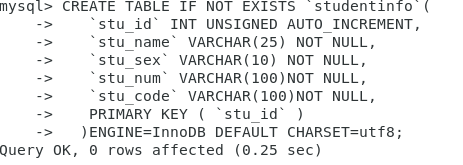 mysql> CREATE TABLE IF NOT EXISTS `studentinfo`(
    ->    `stu_id` INT UNSIGNED AUTO_INCREMENT,
    ->    `stu_name` VARCHAR(25) NOT NULL,
    ->    `stu_sex` VARCHAR(10) NOT NULL,
    ->    `stu_num` VARCHAR(100)NOT NULL,
    ->    `stu_code` VARCHAR(100)NOT NULL,
    ->    PRIMARY KEY ( `stu_id` )
    ->   )ENGINE=InnoDB DEFAULT CHARSET=utf8;
Query OK, 0 rows affected (0.25 sec)